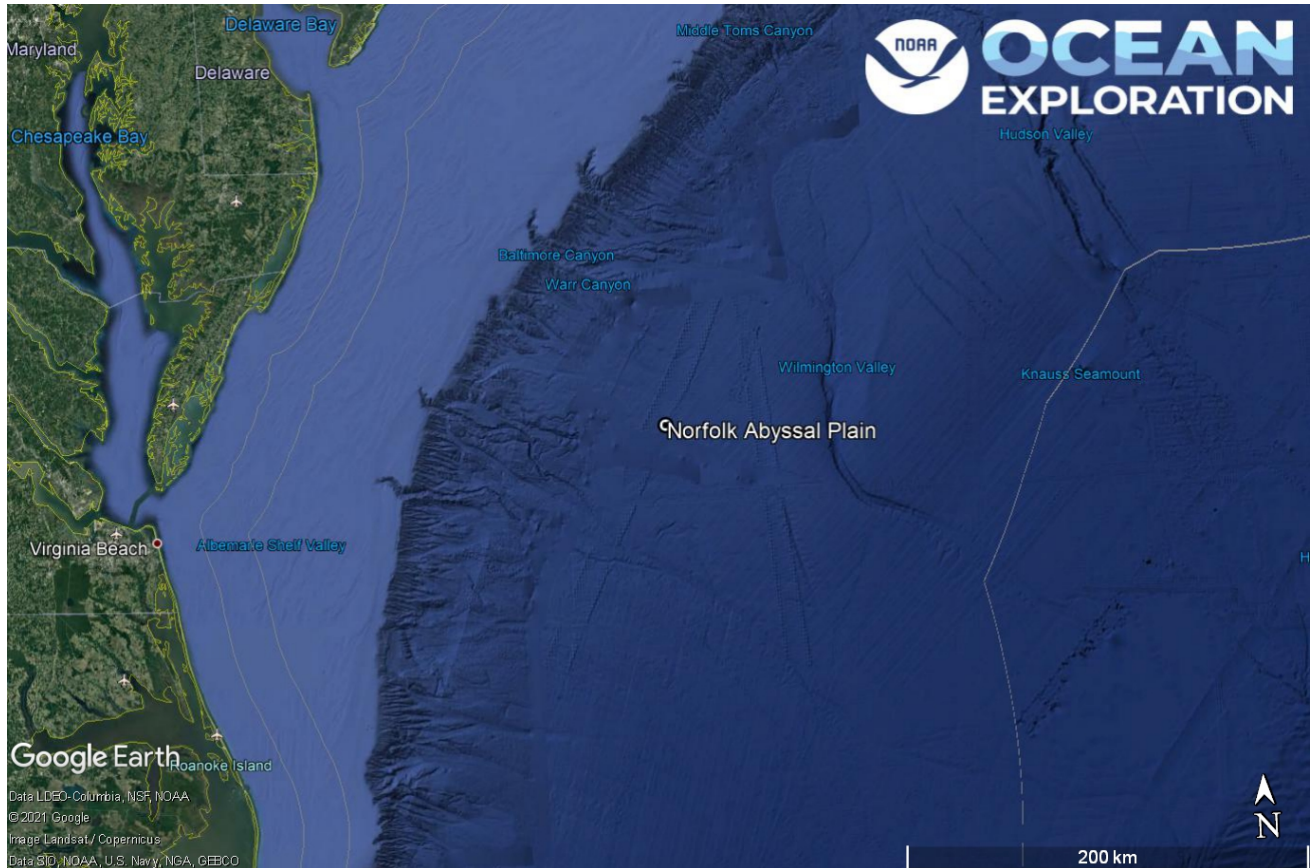 Delaware Bay
Middle Toms Canyon
NOAA
OCEAN
EXPLORATION
Maryland
Delaware
Chesapeake Bay
Hudson Valley
Baltimore Canyon
Warr Canyon
Wilmington Valley
Knauss Seamount
Norfolk Abyssal Plain
Virginia Beach
Albemarle Shelf Valley
H
Google Earth
Roanoke Island
Data LDEO-Columbia, NSF, NOAA
© 2021 Google
Image Landsat / Copernicus
Data SIO, NOAA, U.S. Navy, NGA, GEBCO
N
200 km